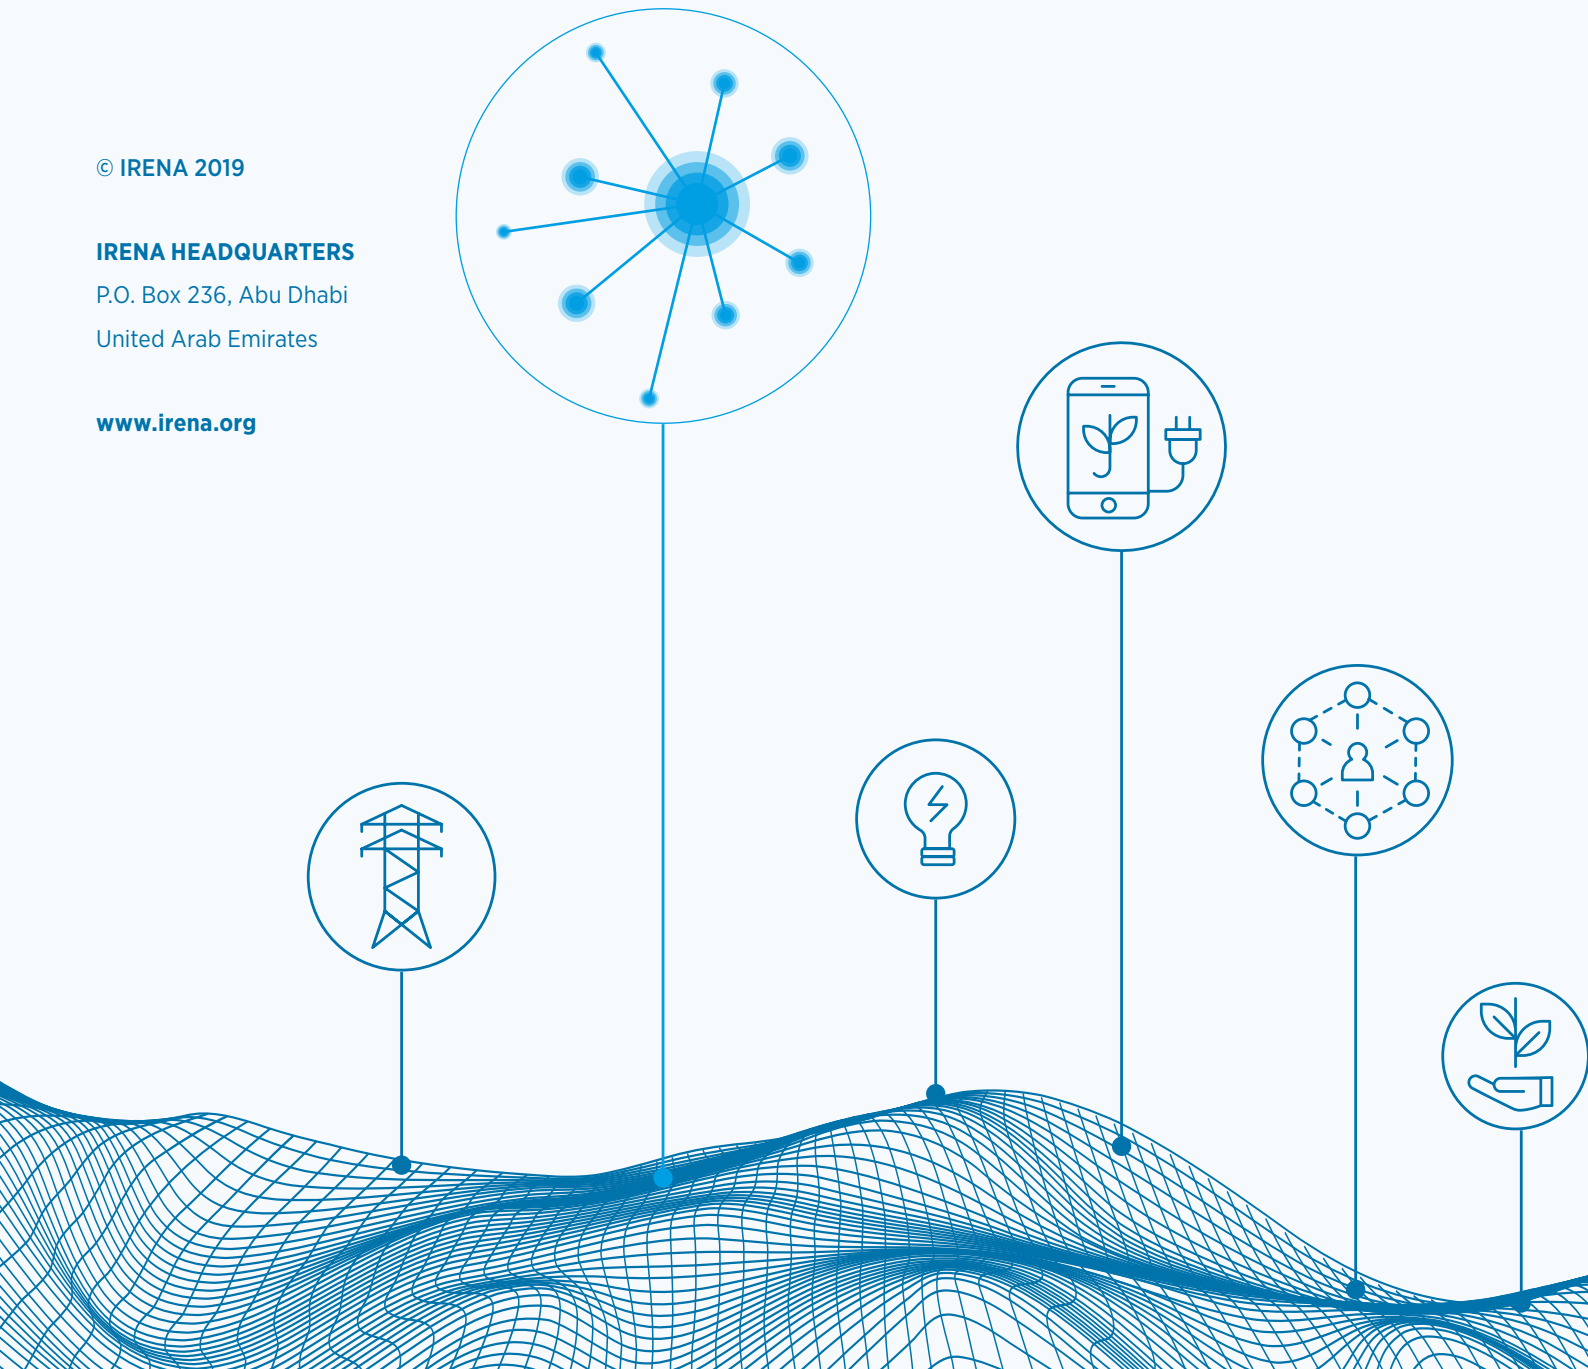 © IRENA 2019
IRENA HEADQUARTERS
P.O. Box 236, Abu Dhabi
United Arab Emirates
www.irena.org